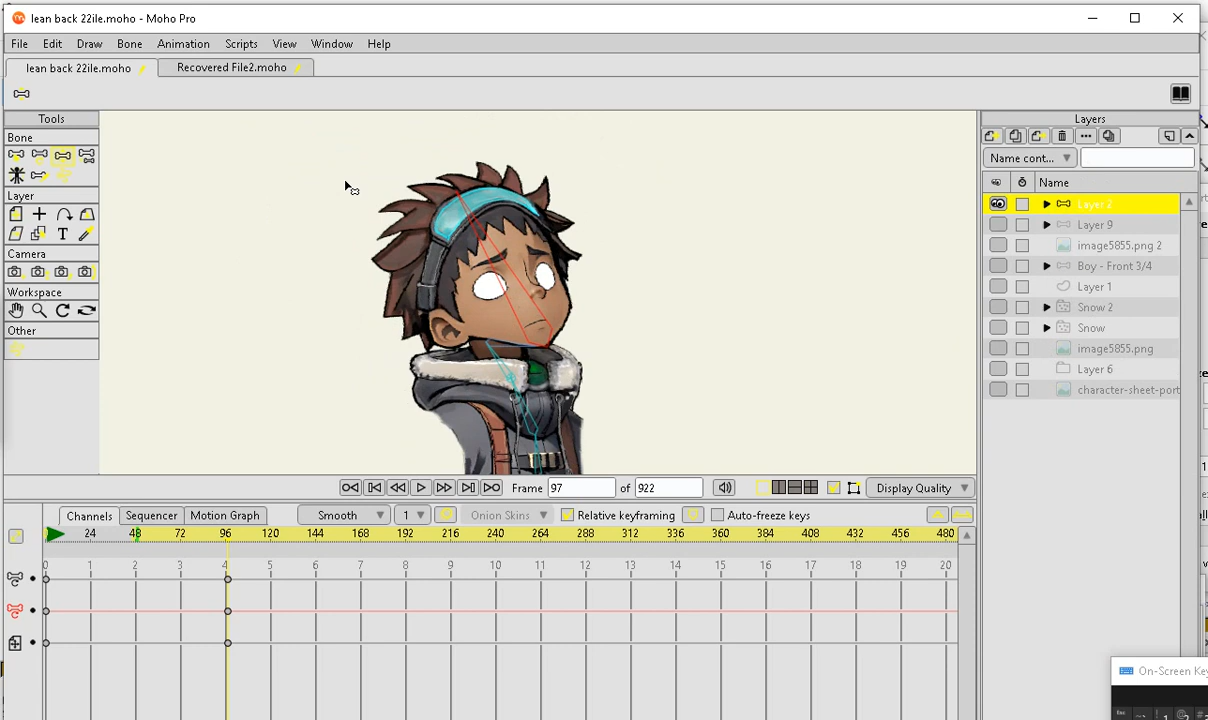 lean back 22ile.moho - Moho Pro
File Edit Draw Bone Animation Scripts View Window Help
lean back 22ile.moho Recovered File2.moho
Tools
Bone
Layer
Camera
Workspace
Other
Layers
Name cont...
Name
Layer 2
Layer 9
image5855.png 2
Boy - Front 3/4
Layer 1
Snow 2
Snow
image5855.png
Layer 6
character-sheet-port
Frame 97 of 922 Display Quality
Channels Sequencer Motion Graph Smooth 1 Onion Skins Relative keyframing Auto-freeze keys
24 48 72 96 120 144 168 192 216 240 264 288 312 336 360 384 408 432 456 480
0 1 2 3 4 5 6 7 8 9 10 11 12 13 14 15 16 17 18 19 20
On-Screen Key